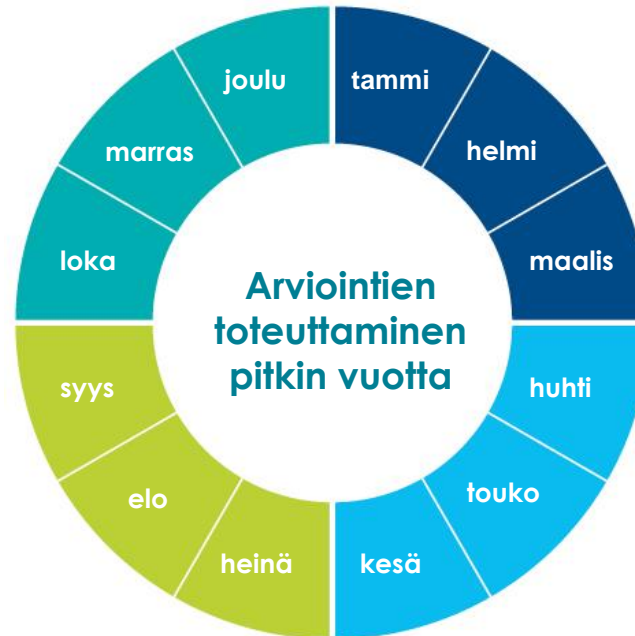 joulu
tammi
marras
helmi
loka
maalis
Arviointien
toteuttaminen
pitkin vuotta
syys
huhti
elo
touko
heinä
kesä